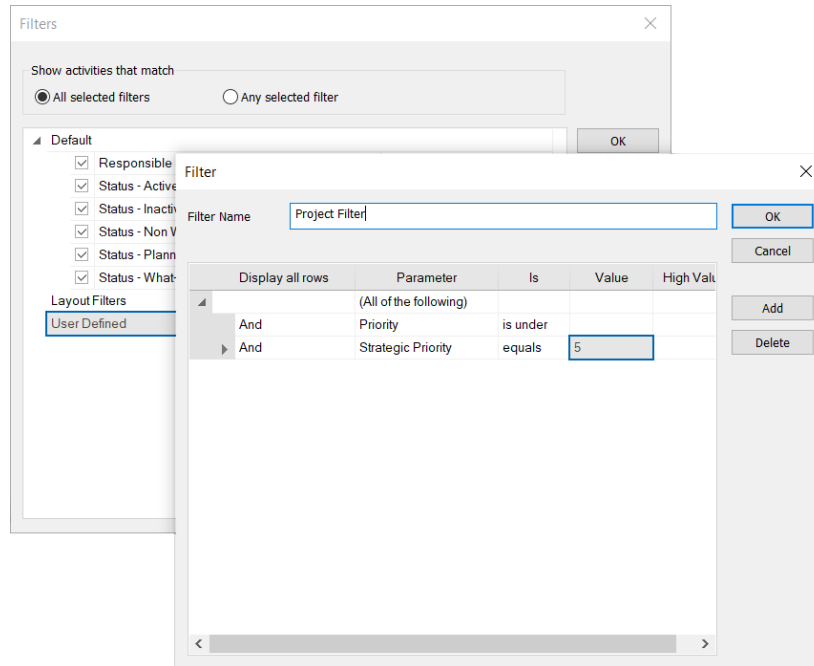 Filters
Show activities that match
All selected filters Any selected filter
Default
OK
Responsible
Status - Active
Status - Inactiv
Status - Non W
Status - Plann
Status - What-
Layout Filters
User Defined
Filter
Filter Name Project Filter
OK
Cancel
Add
Delete
Display all rows Parameter Is Value High Valu
(All of the following)
And Priority is under
And Strategic Priority equals 5